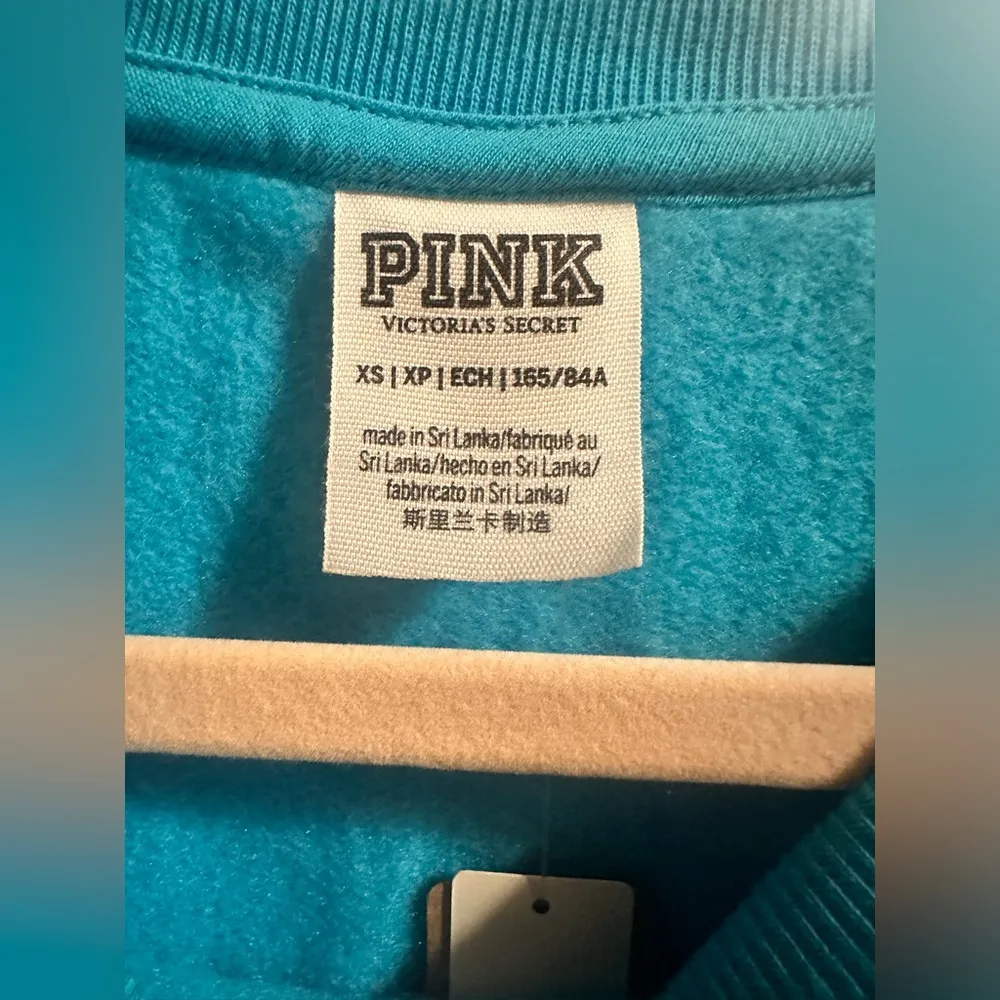 PINK
VICTORIA'S SECRET
XS | XP | ECH | 165/84A
made in Sri Lanka/fabriqué au
Sri Lanka/hecho en Sri Lanka/
fabbricato in Sri Lanka/
斯里兰卡制造